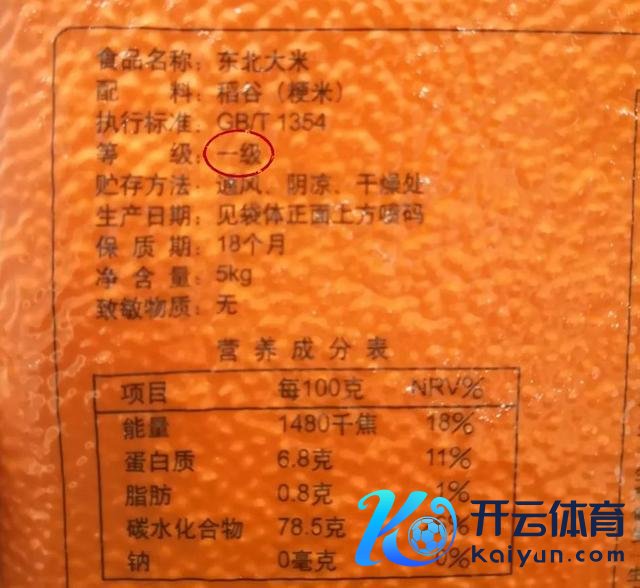 食品名称：东北大米
配 料：稻谷（粳米）
执行标准：GB/T 1354
等 级：一级
贮存方法：通风、阴凉、干燥处
生产日期：见袋体正面上方喷码
保 质 期：18个月
净 含 量：5kg
致敏物质：无
营养成分表
项目 每100克 NRV%
能量 1480千焦 18%
蛋白质 6.8克 11%
脂肪 0.8克 1%
碳水化合物 78.5克
钠 0毫克 0%
开云体育
kaiyun.com